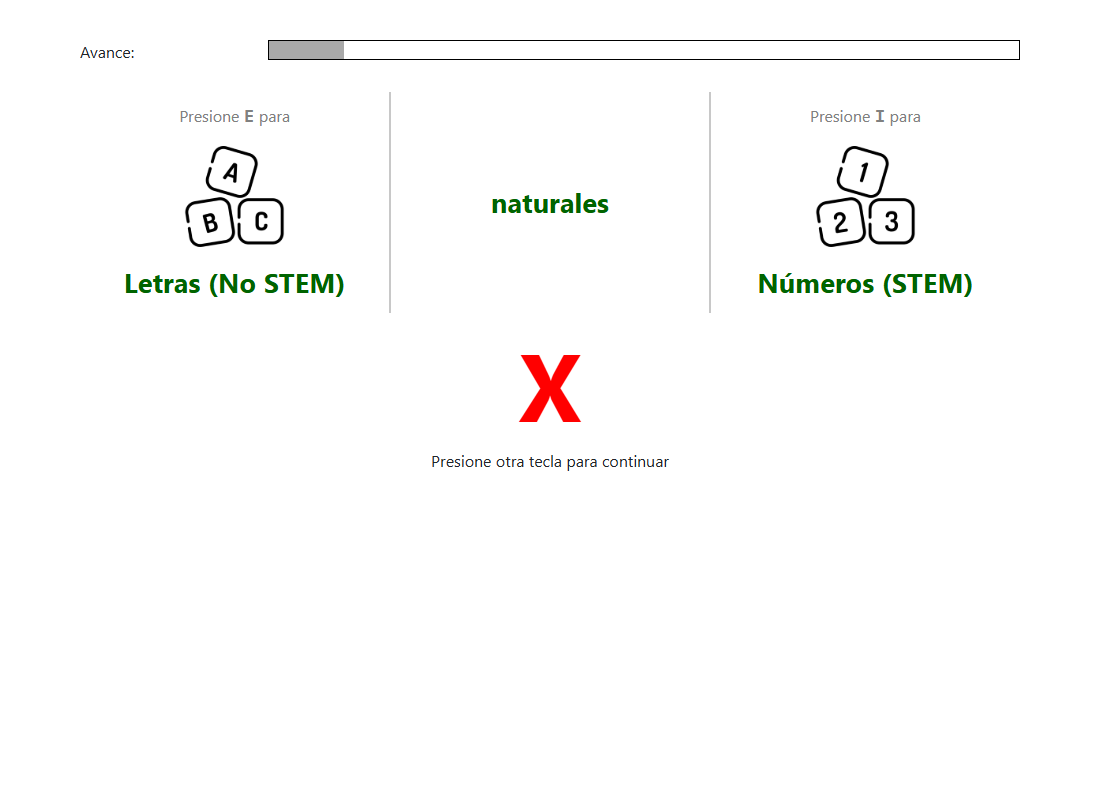 Avance:
Presione E para
A
B C
Letras (No STEM)
naturales
Presione I para
1
2 3
Números (STEM)
X
Presione otra tecla para continuar